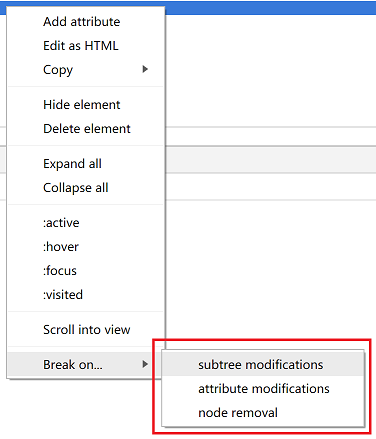 Add attribute
Edit as HTML
Copy
Hide element
Delete element
Expand all
Collapse all
:active
:hover
:focus
:visited
Scroll into view
Break on...
subtree modifications
attribute modifications
node removal